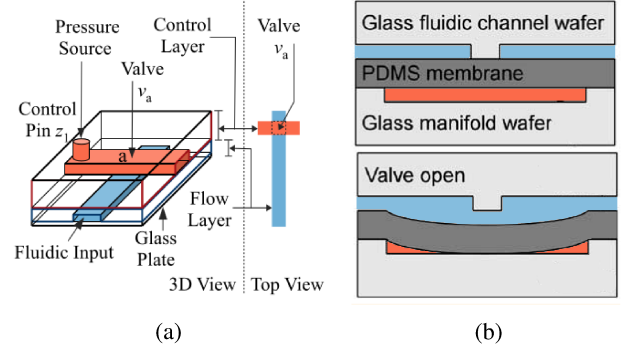 Pressure
Source
Control
Layer
Valve
vₐ
Valve
vₐ
Control
Pin z₁
a
Flow
Layer
Fluidic Input
Glass
Plate
3D View
Top View
(a)
Glass fluidic channel wafer
PDMS membrane
Glass manifold wafer
Valve open
(b)